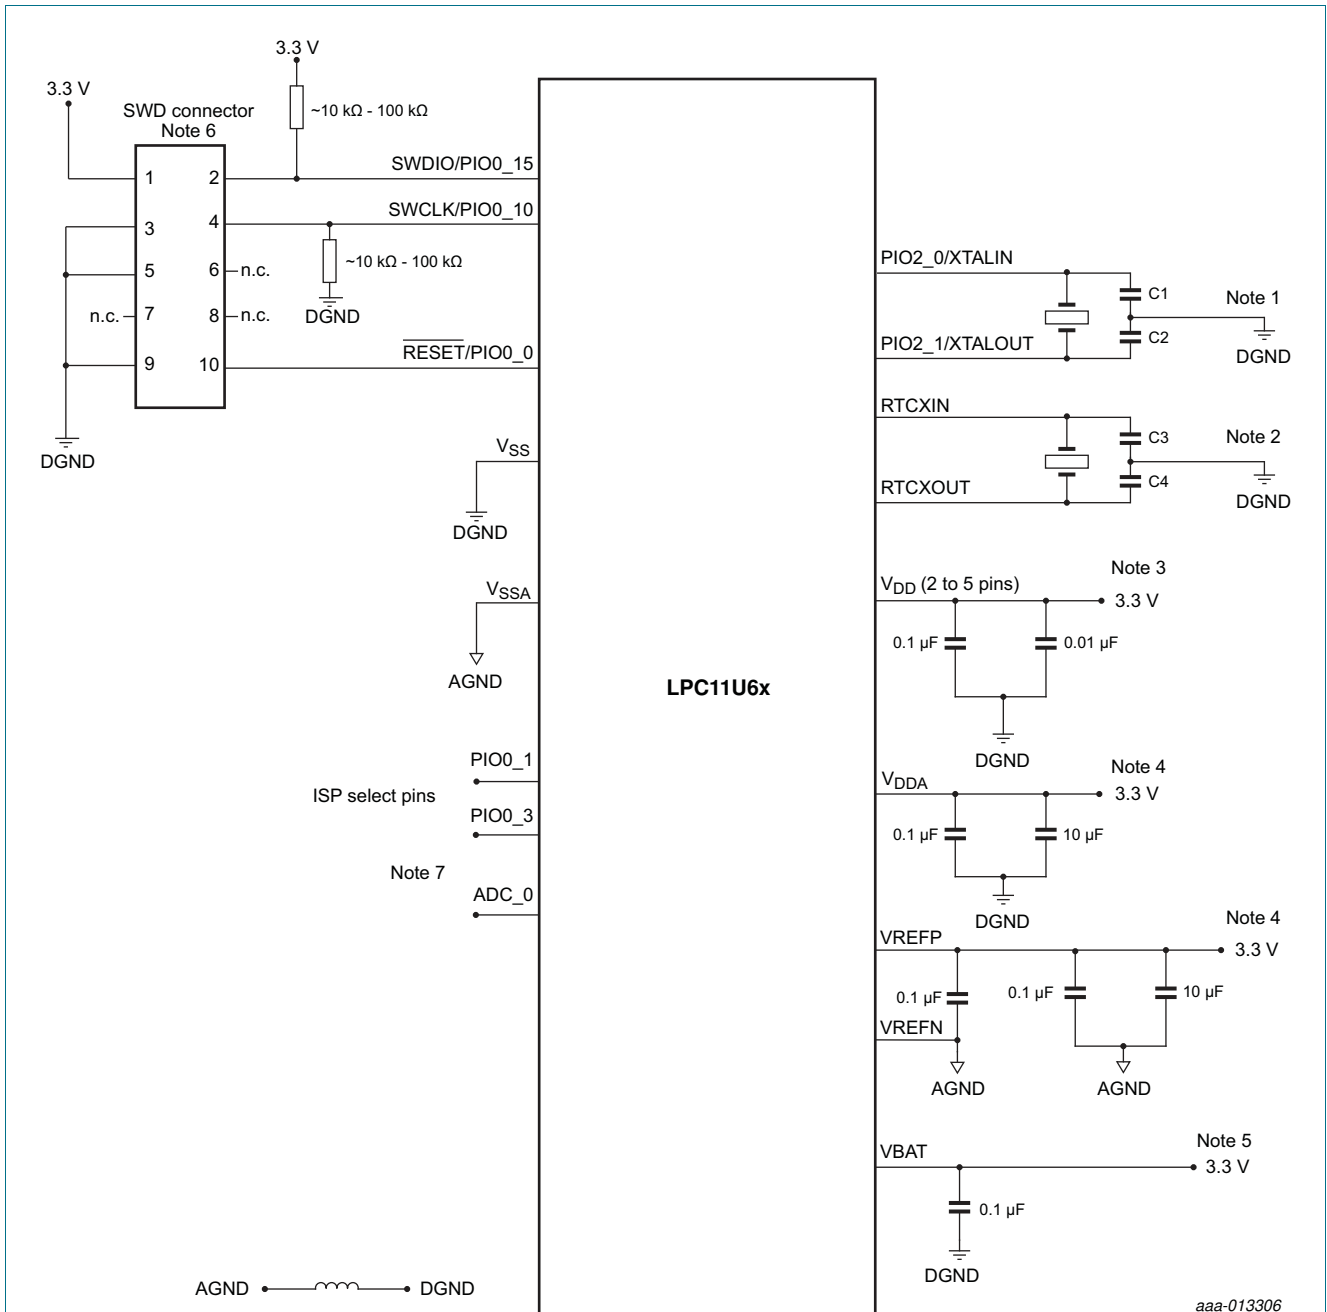 3.3 V
3.3 V
SWD connector
Note 6
~10 kΩ - 100 kΩ
1
2
SWDIO/PIO0_15
3
4
SWCLK/PIO0_10
~10 kΩ - 100 kΩ
DGND
5
6
n.c.
n.c.
7
8
n.c.
9
10
RESET/PIO0_0
DGND
VSS
DGND
VSSA
AGND
PIO0_1
ISP select pins
PIO0_3
Note 7
ADC_0
AGND
DGND
LPC11U6x
PIO2_0/XTALIN
C1
Note 1
C2
DGND
PIO2_1/XTALOUT
RTCXIN
C3
Note 2
C4
DGND
RTCXOUT
Note 3
VDD (2 to 5 pins)
3.3 V
0.1 µF
0.01 µF
DGND
Note 4
VDDA
3.3 V
0.1 µF
10 µF
DGND
Note 4
VREFP
3.3 V
0.1 µF
0.1 µF
10 µF
VREFN
AGND
AGND
Note 5
VBAT
3.3 V
0.1 µF
DGND
aaa-013306